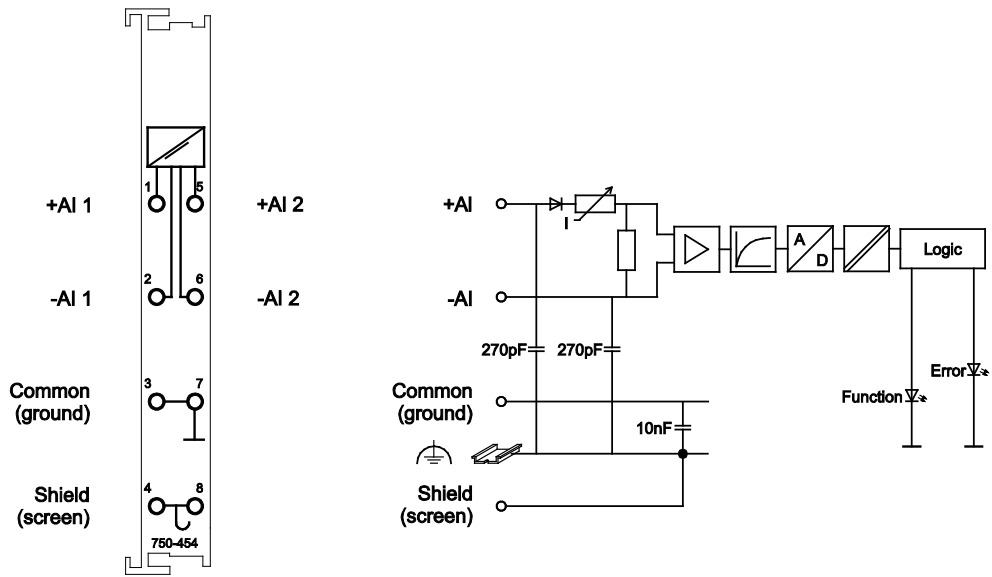 1
5
+AI 1
+AI 2
2
6
-AI 1
-AI 2
3
7
Common
(ground)
4
8
Shield
(screen)
750-454
+AI
I
-AI
A
D
Logic
270pF
270pF
Common
(ground)
10nF
Error
Function
Shield
(screen)